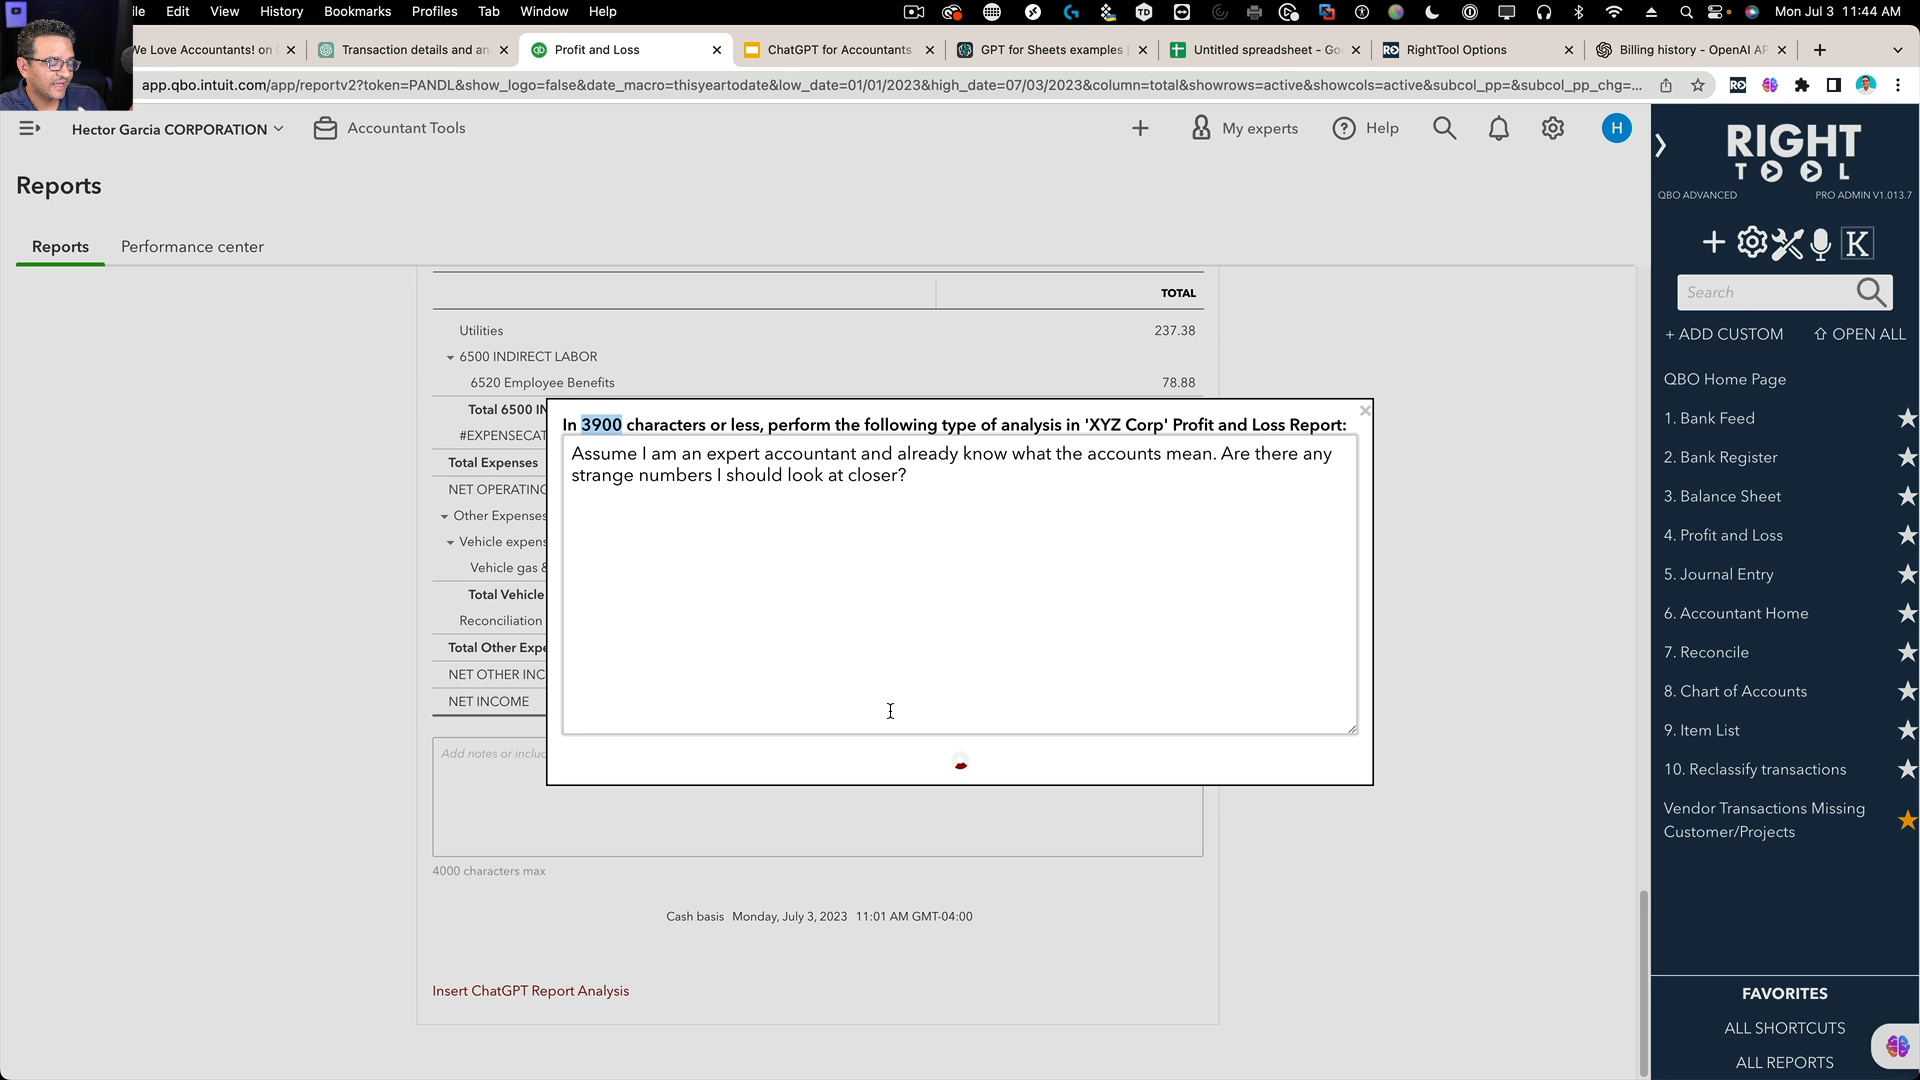 ile Edit View History Bookmarks Profiles Tab Window Help Mon Jul 3 11:44 AM
We Love Accountants! on
Transaction details and an
Profit and Loss
ChatGPT for Accountants
GPT for Sheets examples
Untitled spreadsheet - Go
RightTool Options
Billing history - OpenAI AP
app.qbo.intuit.com/app/reportv2?token=PANDL&show_logo=false&date_macro=thisyeartodate&low_date=01/01/2023&high_date=07/03/2023&column=total&showrows=active&showcols=active&subcol_pp=&subcol_pp_chg=...
Hector Garcia CORPORATION
Accountant Tools
My experts
Help
H
Reports
Reports
Performance center
TOTAL
Utilities 237.38
6500 INDIRECT LABOR
6520 Employee Benefits 78.88
Total 6500 IN
#EXPENSECAT
Total Expenses
NET OPERATING
Other Expenses
Vehicle expens
Vehicle gas &
Total Vehicle
Reconciliation
Total Other Expe
NET OTHER INC
NET INCOME
In 3900 characters or less, perform the following type of analysis in 'XYZ Corp' Profit and Loss Report:
Assume I am an expert accountant and already know what the accounts mean. Are there any
strange numbers I should look at closer?
Add notes or includ
4000 characters max
Cash basis Monday, July 3, 2023 11:01 AM GMT-04:00
Insert ChatGPT Report Analysis
RIGHT
TOOL
QBO ADVANCED
PRO ADMIN V1.013.7
K
Search
+ ADD CUSTOM
OPEN ALL
QBO Home Page
1. Bank Feed
2. Bank Register
3. Balance Sheet
4. Profit and Loss
5. Journal Entry
6. Accountant Home
7. Reconcile
8. Chart of Accounts
9. Item List
10. Reclassify transactions
Vendor Transactions Missing
Customer/Projects
FAVORITES
ALL SHORTCUTS
ALL REPORTS